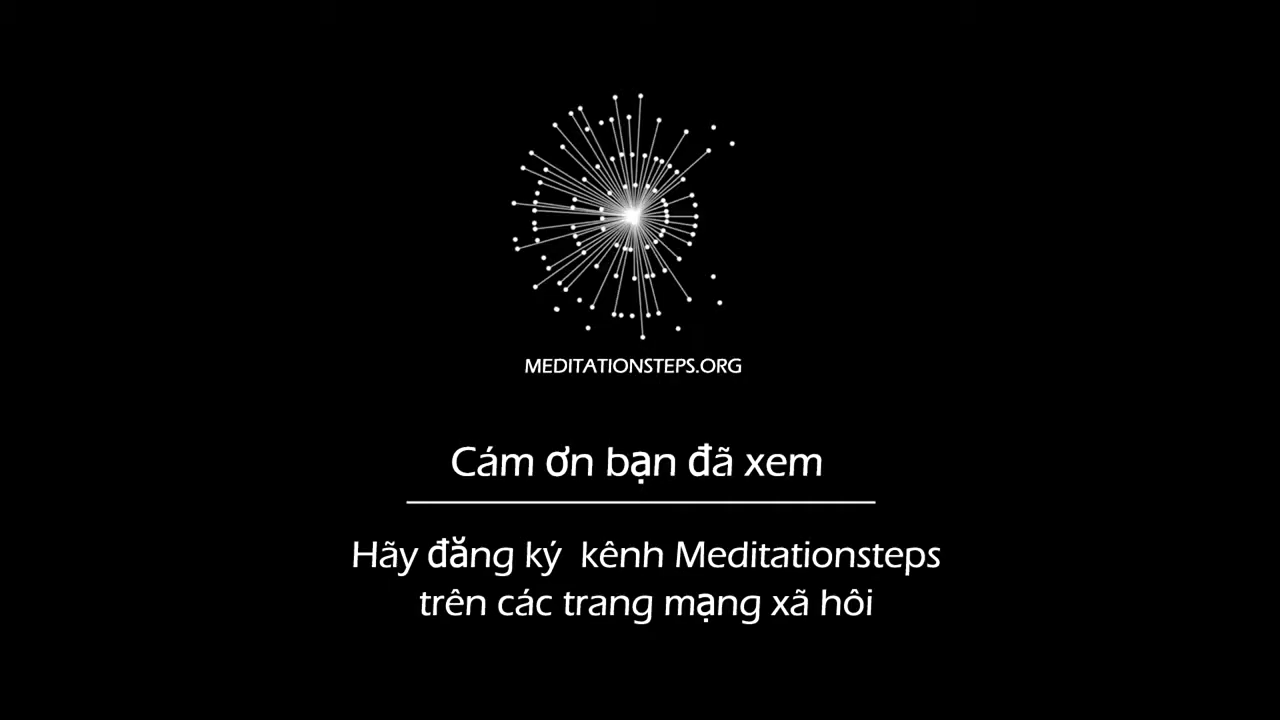 MEDITATIONSTEPS.ORG
Cám ơn bạn đã xem
Hãy đăng ký kênh Meditationsteps
trên các trang mạng xã hôi